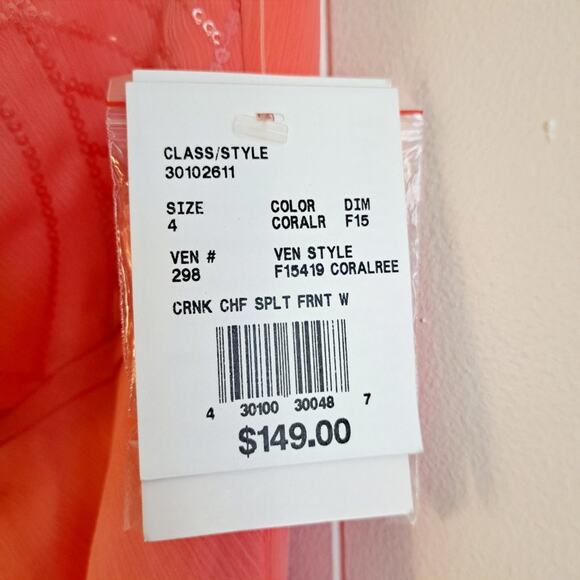 CLASS/STYLE
30102611
SIZE COLOR DIM
4 CORALR F15
VEN # VEN STYLE
298 F15419 CORALREE
CRNK CHF SPLT FRNT W
4 30100 30048 7
$149.00